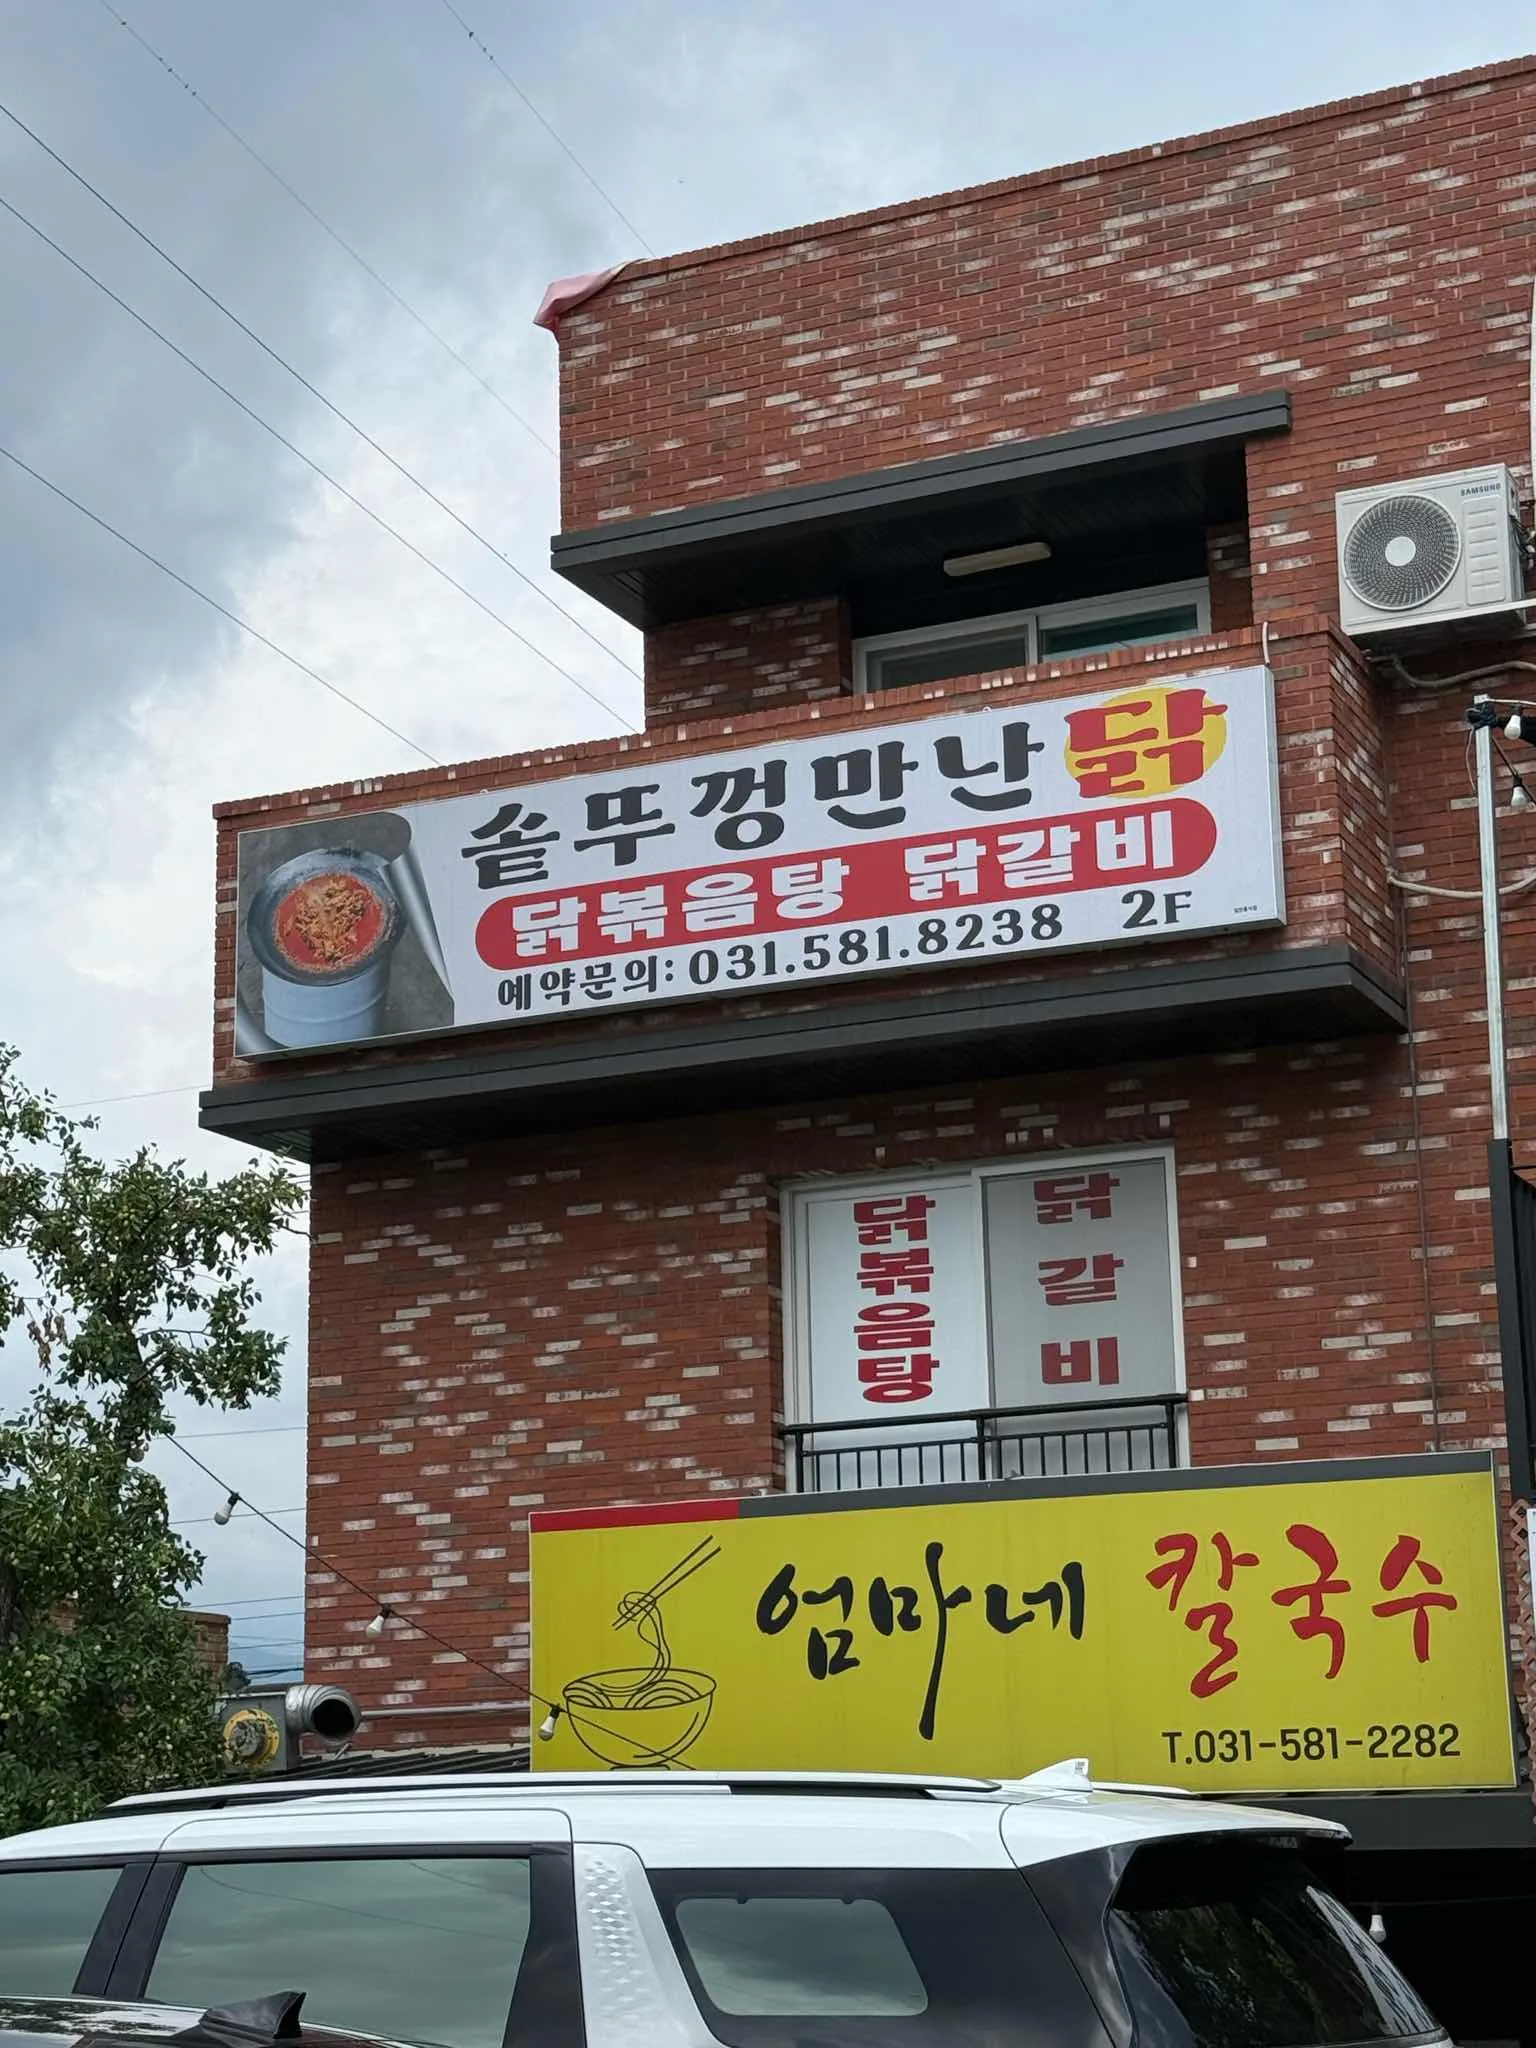 SAMSUNG
솥뚜껑만난닭
닭볶음탕 닭갈비
예약문의: 031.581.8238 2F
닭볶음탕
닭갈비
엄마네 칼국수
T.031-581-2282